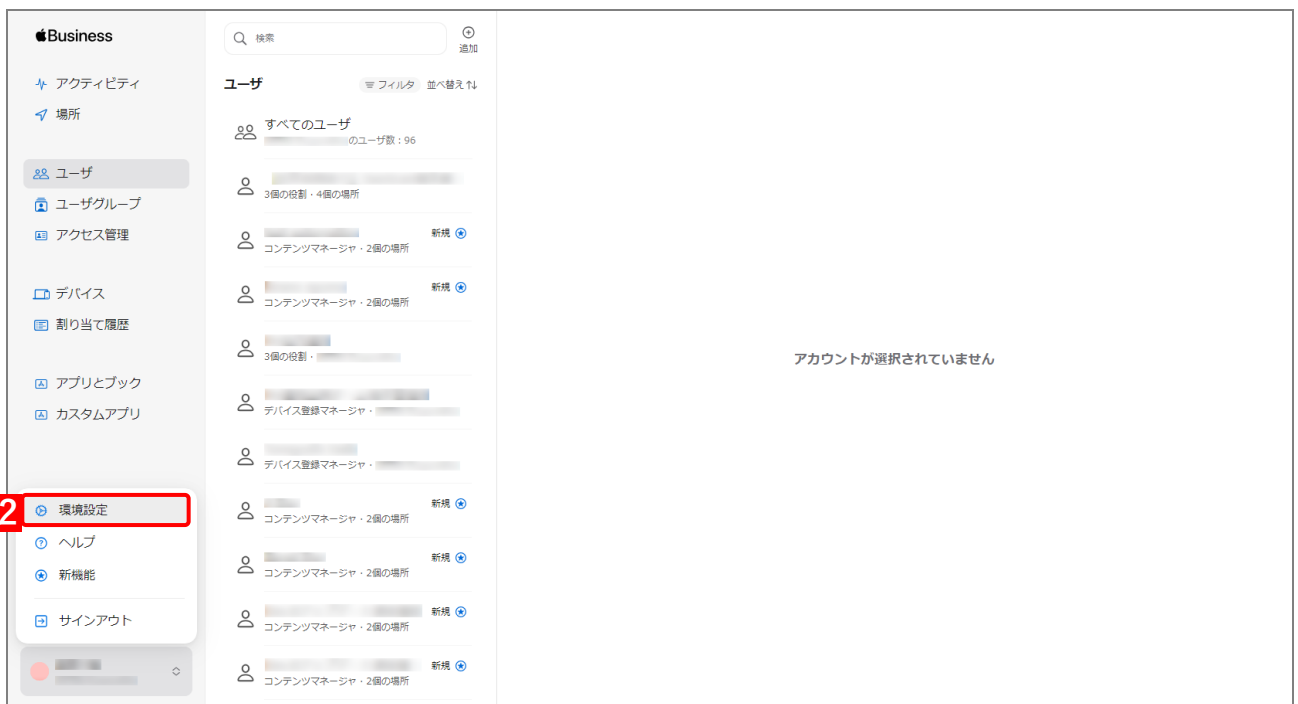 Business
アクティビティ
場所
ユーザ
ユーザグループ
アクセス管理
デバイス
割り当て履歴
アプリとブック
カスタムアプリ
2
環境設定
ヘルプ
新機能
サインアウト
検索
追加
ユーザ
フィルタ
並べ替え
すべてのユーザ
のユーザ数：96
3個の役割・4個の場所
新規
コンテンツマネージャ・2個の場所
新規
コンテンツマネージャ・2個の場所
3個の役割・
デバイス登録マネージャ・
デバイス登録マネージャ・
新規
コンテンツマネージャ・2個の場所
新規
コンテンツマネージャ・2個の場所
新規
コンテンツマネージャ・2個の場所
新規
コンテンツマネージャ・2個の場所
アカウントが選択されていません